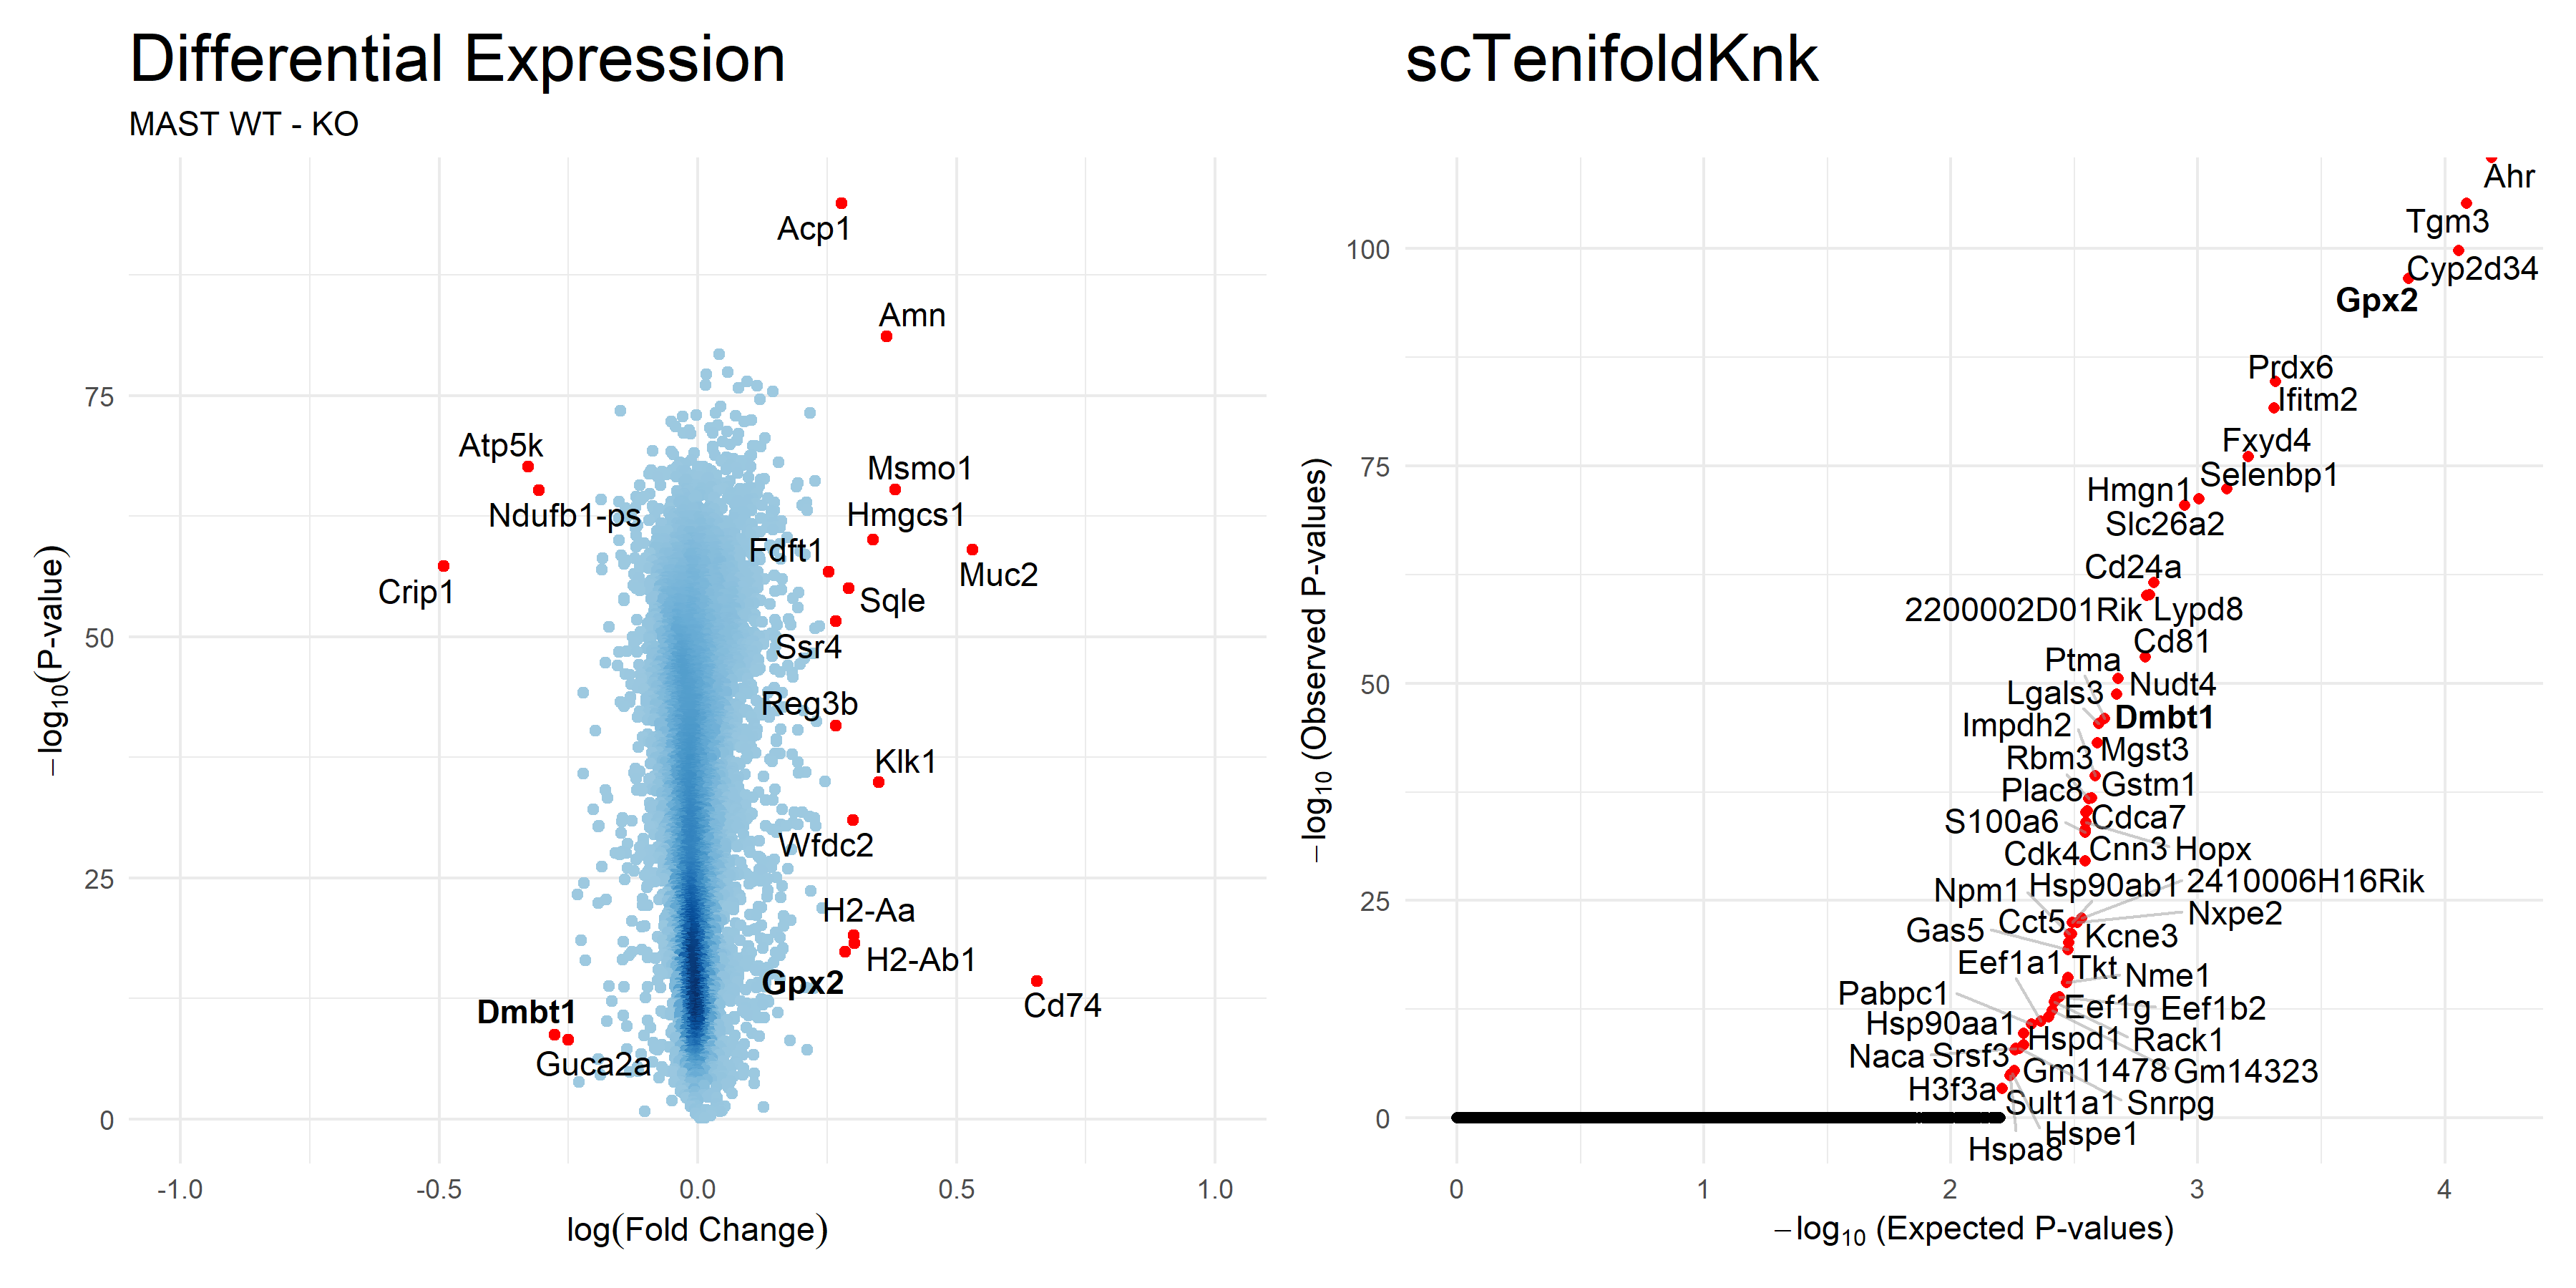 Differential Expression
MAST WT - KO
−log10(P-value)
75
50
25
0
Acp1
Amn
Atp5k
Msmo1
Ndufb1-ps
Hmgcs1
Fdft1
Muc2
Crip1
Sqle
Ssr4
Reg3b
Klk1
Wfdc2
H2-Aa
H2-Ab1
Gpx2
Cd74
Dmbt1
Guca2a
-1.0 -0.5 0.0 0.5 1.0
log(Fold Change)
scTenifoldKnk
−log10 (Observed P-values)
100
75
50
25
0
Ahr
Tgm3
Cyp2d34
Gpx2
Prdx6
Ifitm2
Fxyd4
Selenbp1
Hmgn1
Slc26a2
Cd24a
2200002D01Rik Lypd8
Cd81
Ptma
Nudt4
Lgals3
Dmbt1
Impdh2
Mgst3
Rbm3
Gstm1
Plac8
Cdca7
S100a6
Cnn3 Hopx
Cdk4
Npm1 Hsp90ab1 2410006H16Rik
Nxpe2
Cct5
Gas5
Kcne3
Eef1a1 Tkt Nme1
Pabpc1
Eef1g Eef1b2
Hsp90aa1
Hspd1 Rack1
Naca Srsf3
Gm11478 Gm14323
H3f3a
Sult1a1 Snrpg
Hspe1
Hspa8
0 1 2 3 4
−log10 (Expected P-values)